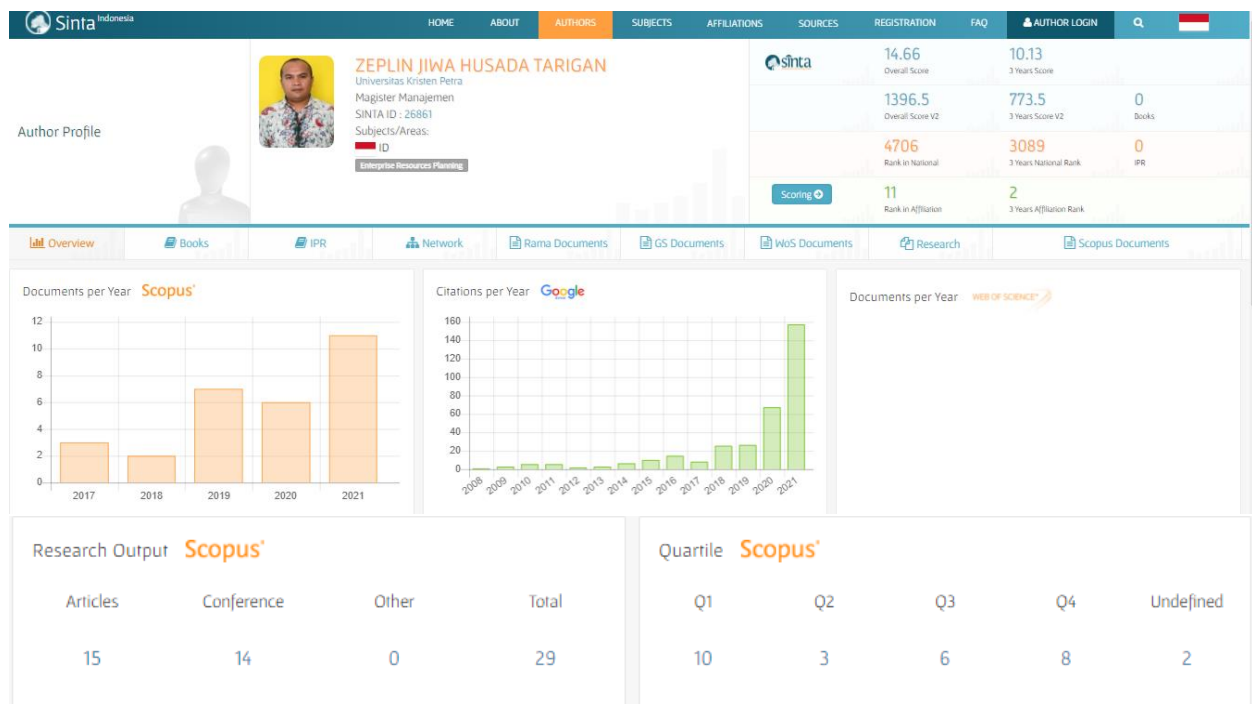 Sinta Indonesia
HOME ABOUT AUTHORS SUBJECTS AFFILIATIONS SOURCES REGISTRATION FAQ AUTHOR LOGIN
Author Profile
ZEPLIN JIWA HUSADA TARIGAN
Universitas Kristen Petra
Magister Manajemen
SINTA ID : 26861
Subjects/Areas:
ID
Enterprise Resources Planning
sinta
14.66 10.13
Overall Score 3 Years Score
1396.5 773.5 0
Overall Score V2 3 Years Score V2 Books
4706 3089 0
Rank in National 3 Years National Rank IPR
Scoring
11 2
Rank in Affiliation 3 Years Affiliation Rank
Overview Books IPR Network Rama Documents GS Documents WoS Documents Research Scopus Documents
Documents per Year Scopus
12
10
8
6
4
2
0
2017 2018 2019 2020 2021
Citations per Year Google
160
140
120
100
80
60
40
20
0
2008 2009 2010 2011 2012 2013 2014 2015 2016 2017 2018 2019 2020 2021
Documents per Year WEB OF SCIENCE
Research Output Scopus
Articles Conference Other Total
15 14 0 29
Quartile Scopus
Q1 Q2 Q3 Q4 Undefined
10 3 6 8 2